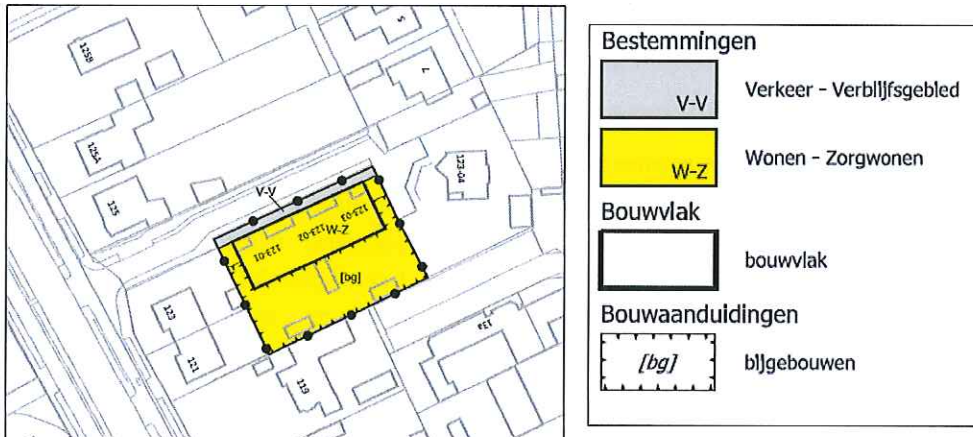 125B
5
7
125A
125
123-04
V-V
123-03
123-02
W-Z
123-01
[bg]
123
121
119
13a
Bestemmingen
V-V
Verkeer - Verblijfsgebied
W-Z
Wonen - Zorgwonen
Bouwvlak
bouwvlak
Bouwaanduidingen
[bg]
bijgebouwen